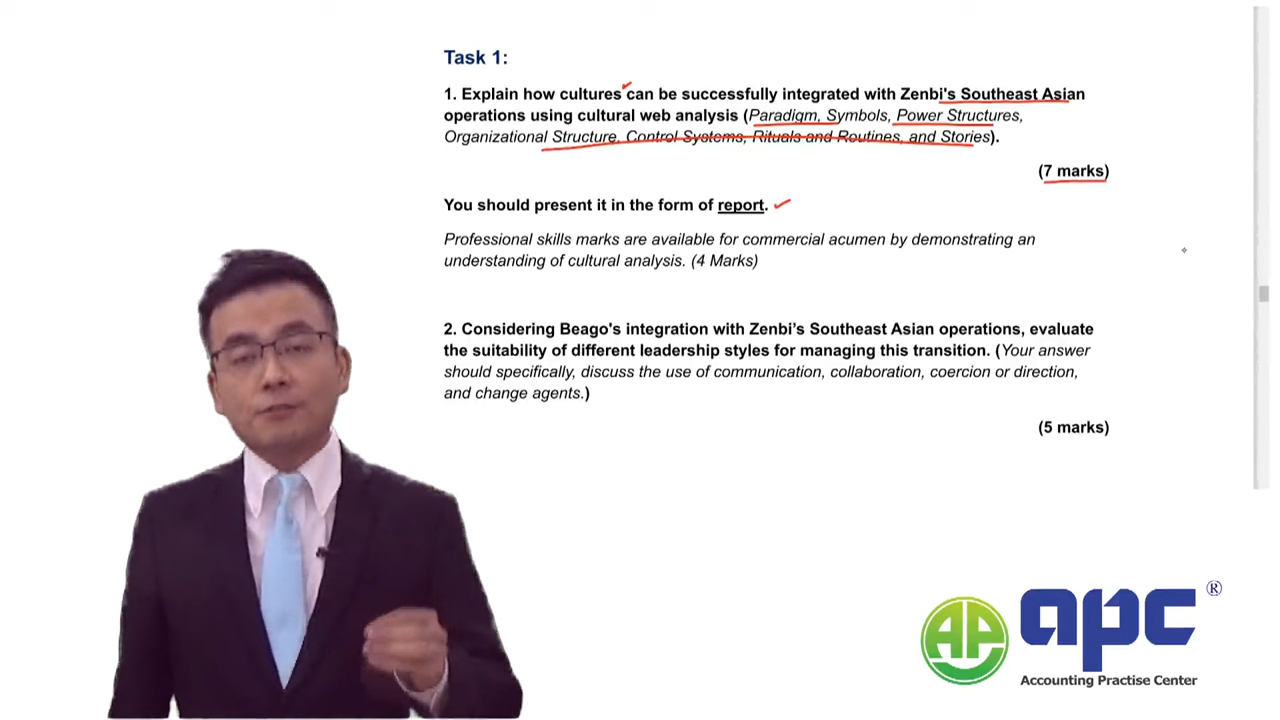 Task 1:
1. Explain how cultures can be successfully integrated with Zenbi's Southeast Asian
operations using cultural web analysis (Paradigm, Symbols, Power Structures,
Organizational Structure, Control Systems, Rituals and Routines, and Stories).
(7 marks)
You should present it in the form of report.
Professional skills marks are available for commercial acumen by demonstrating an
understanding of cultural analysis. (4 Marks)
2. Considering Beago's integration with Zenbi's Southeast Asian operations, evaluate
the suitability of different leadership styles for managing this transition. (Your answer
should specifically, discuss the use of communication, collaboration, coercion or direction,
and change agents.)
(5 marks)
AP
apc®
Accounting Practise Center